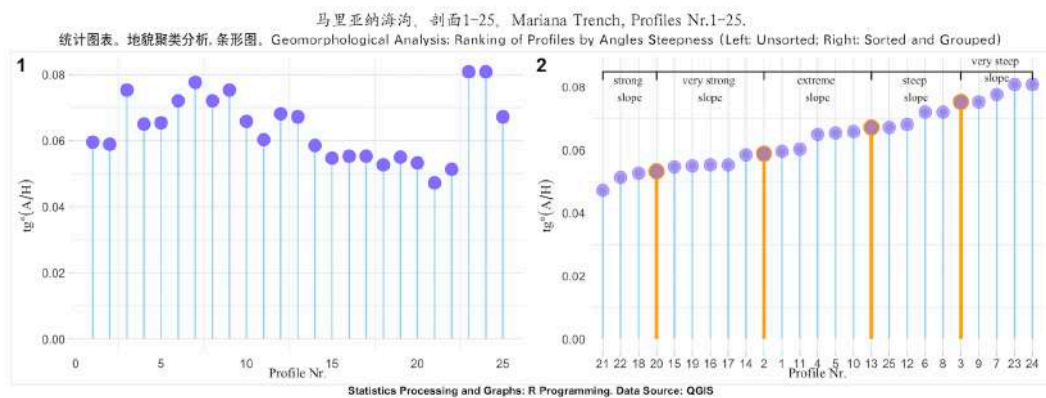 马里亚纳海沟、剖面1-25。Mariana Trench, Profiles Nr.1-25.
统计图表。地貌聚类分析, 条形图。Geomorphological Analysis: Ranking of Profiles by Angles Steepness (Left: Unsorted; Right: Sorted and Grouped)
1
0.08
0.06
0.04
0.02
0.00
tg°(A/H)
0 5 10 15 20 25
Profile Nr.
2
strong slope
very strong slope
extreme slope
steep slope
very steep slope
0.08
0.06
0.04
0.02
0.00
tg°(A/H)
21 22 18 20 15 19 16 17 14 2 1 11 4 5 10 13 25 12 6 8 3 9 7 23 24
Profile Nr.
Statistics Processing and Graphs: R Programming. Data Source: QGIS